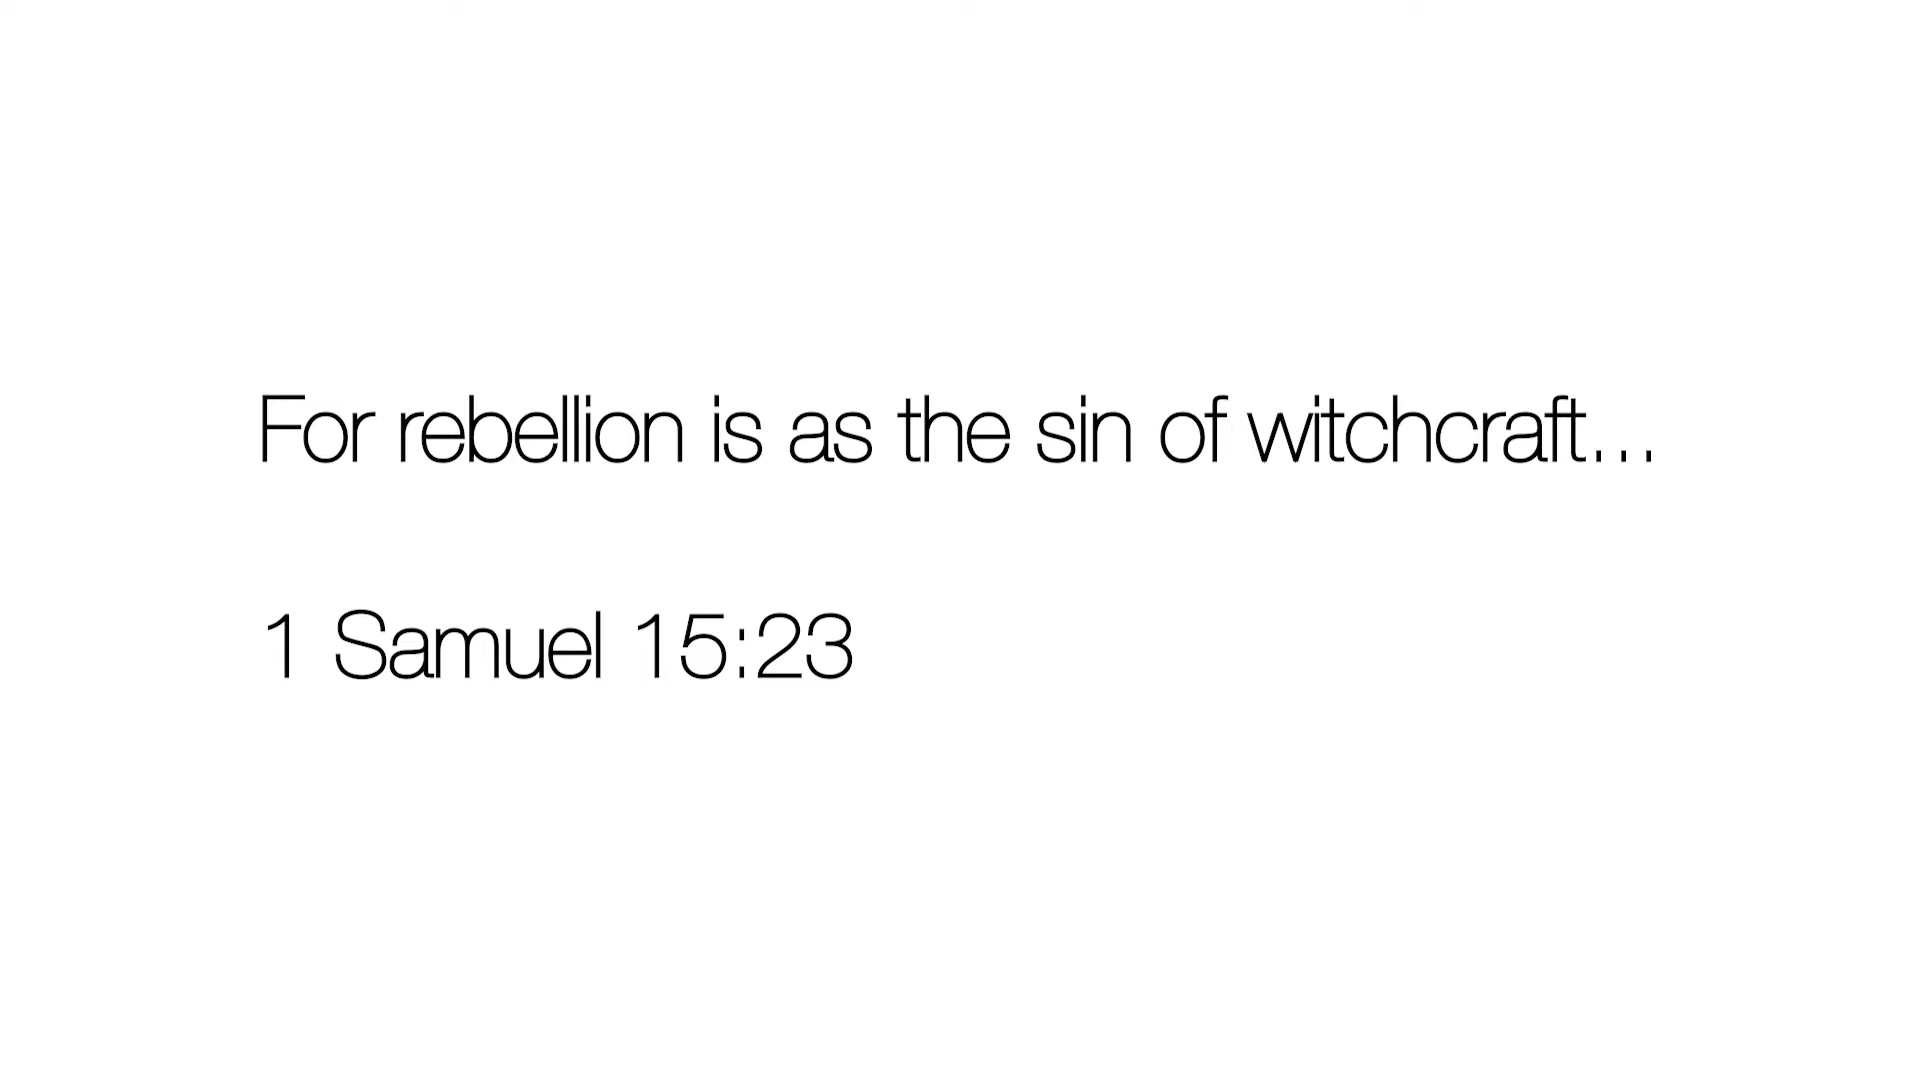 For rebellion is as the sin of witchcraft...
1 Samuel 15:23